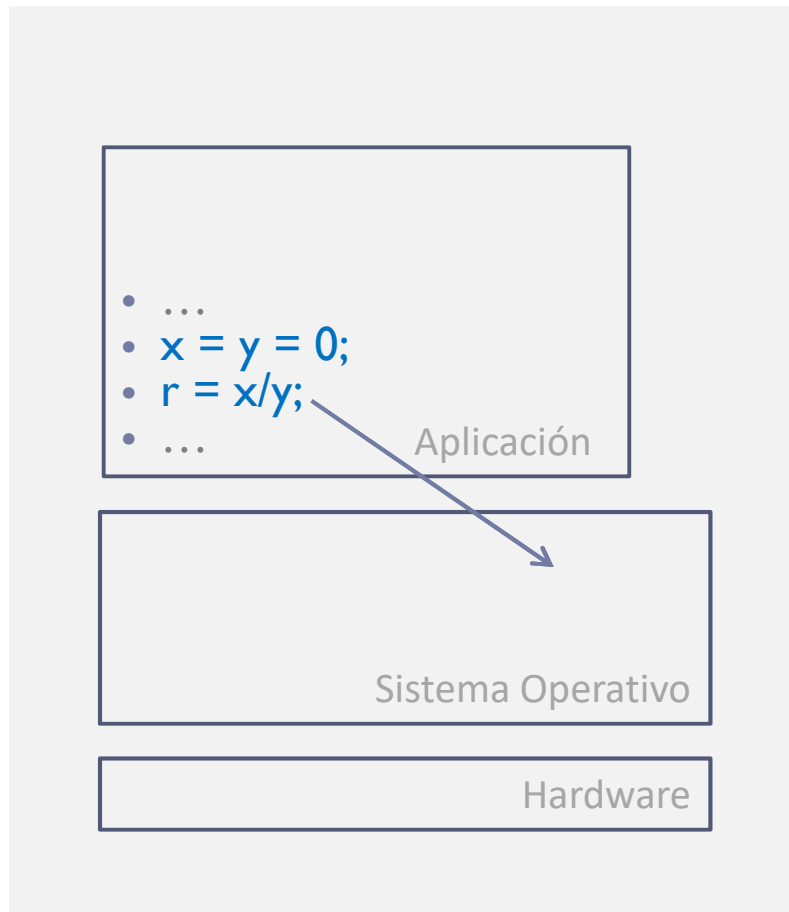 • …
• x = y = 0;
• r = x/y;
• …
Aplicación
Sistema Operativo
Hardware